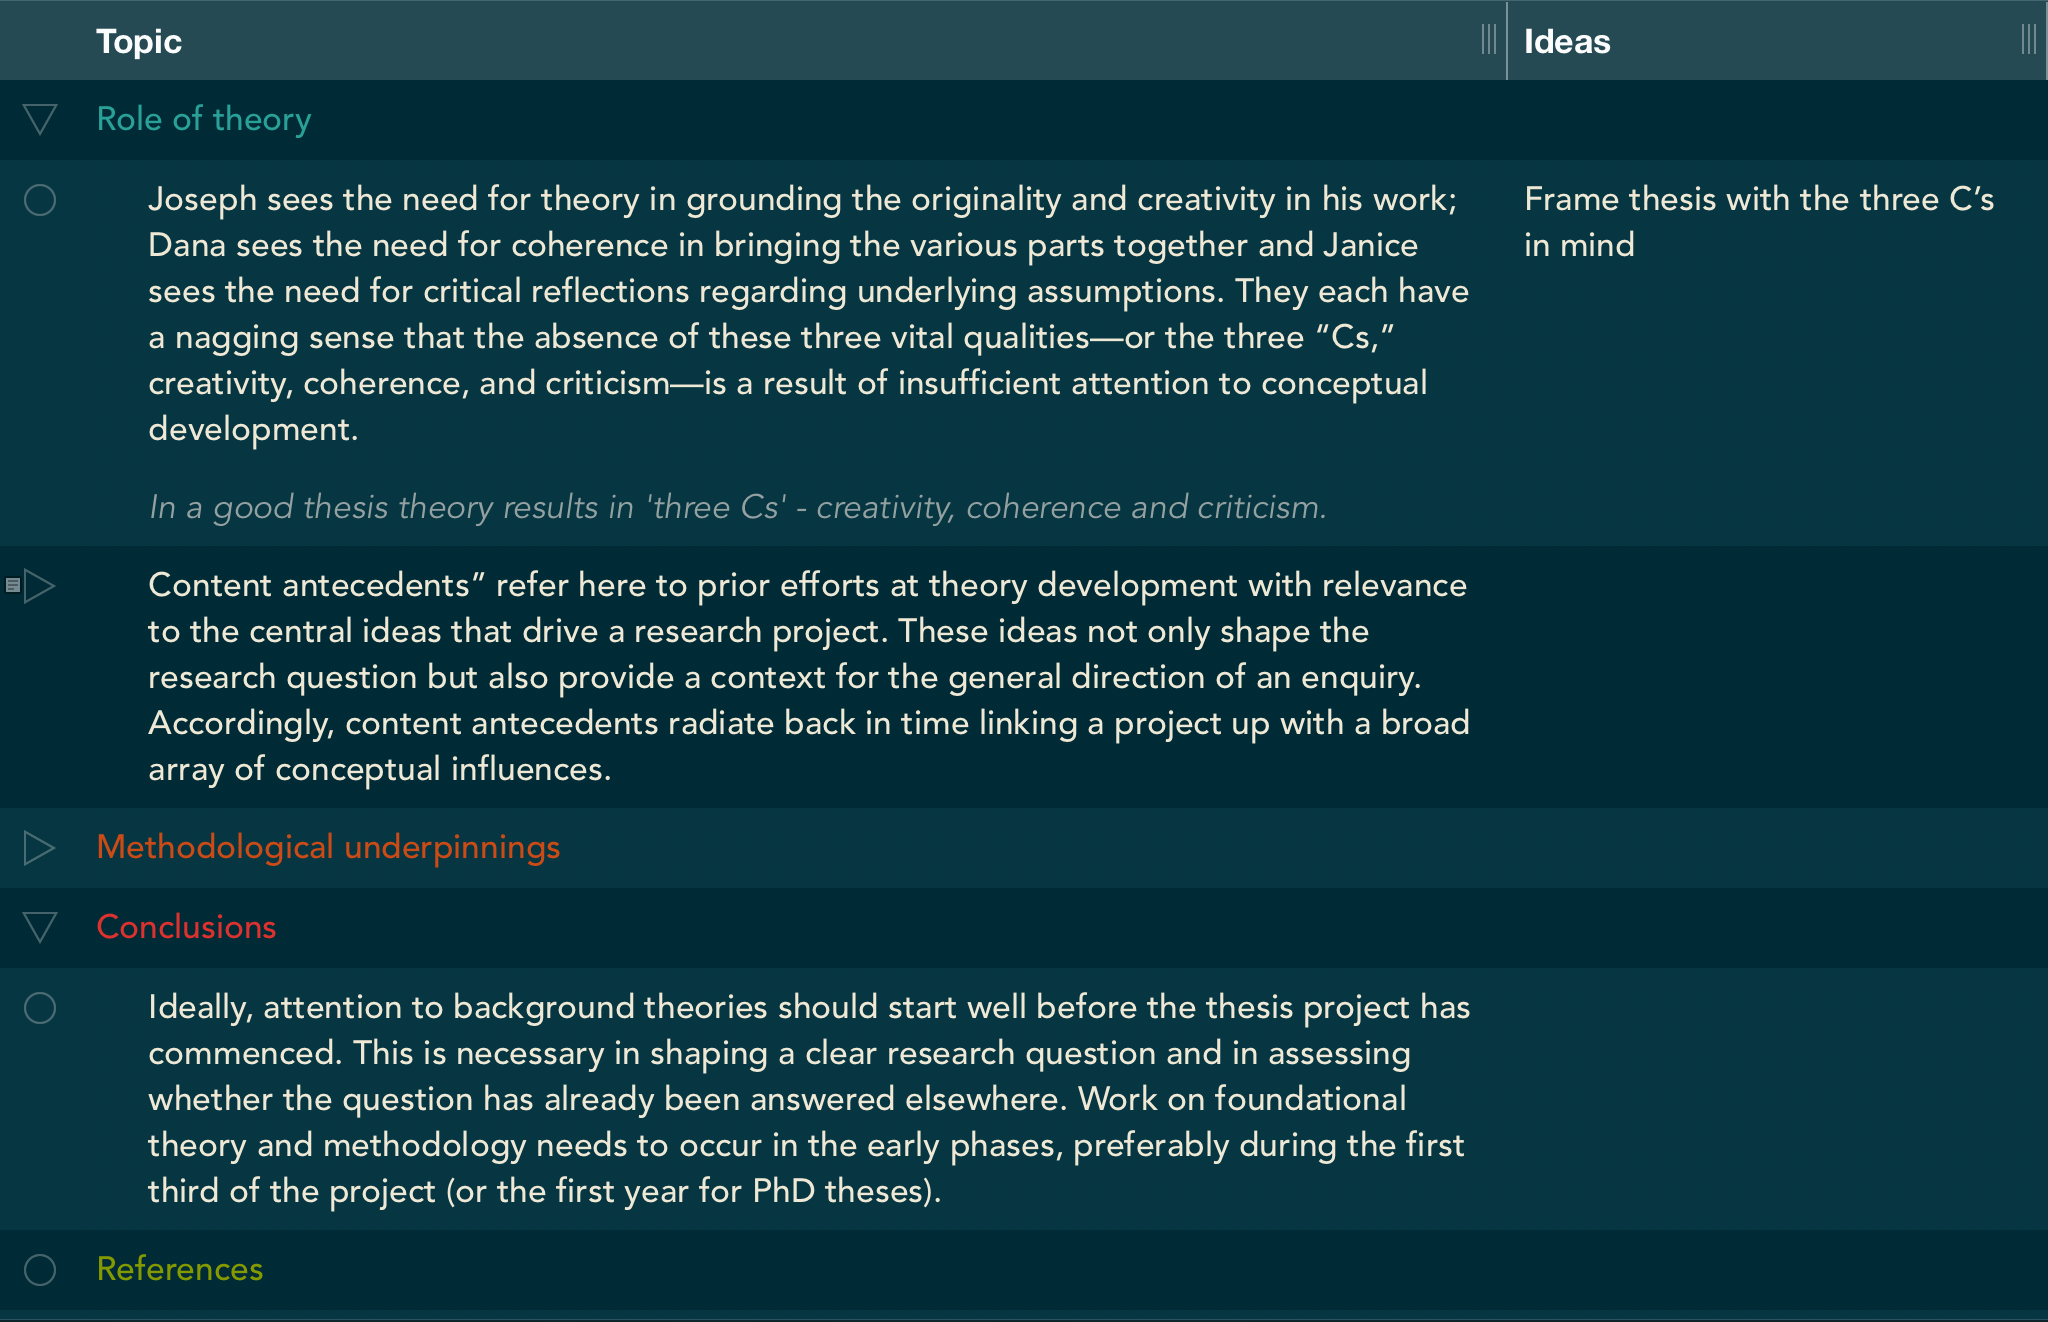 Topic
Ideas
Role of theory
Joseph sees the need for theory in grounding the originality and creativity in his work;
Dana sees the need for coherence in bringing the various parts together and Janice
sees the need for critical reflections regarding underlying assumptions. They each have
a nagging sense that the absence of these three vital qualities—or the three “Cs,”
creativity, coherence, and criticism—is a result of insufficient attention to conceptual
development.
In a good thesis theory results in 'three Cs' - creativity, coherence and criticism.
Frame thesis with the three C’s
in mind
Content antecedents” refer here to prior efforts at theory development with relevance
to the central ideas that drive a research project. These ideas not only shape the
research question but also provide a context for the general direction of an enquiry.
Accordingly, content antecedents radiate back in time linking a project up with a broad
array of conceptual influences.
Methodological underpinnings
Conclusions
Ideally, attention to background theories should start well before the thesis project has
commenced. This is necessary in shaping a clear research question and in assessing
whether the question has already been answered elsewhere. Work on foundational
theory and methodology needs to occur in the early phases, preferably during the first
third of the project (or the first year for PhD theses).
References